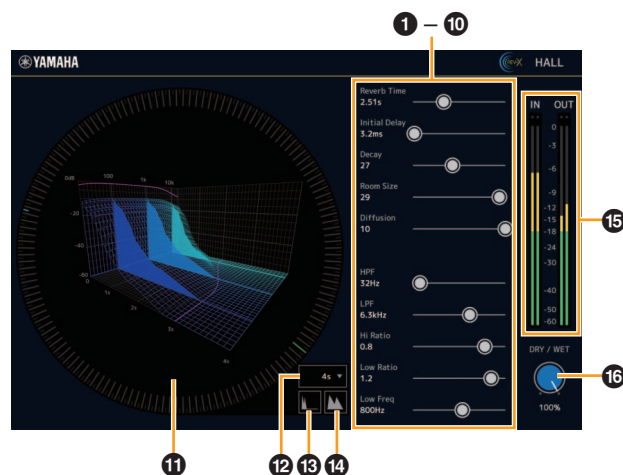 1 – 10
YAMAHA
rev-X HALL
Reverb Time
2.51s
Initial Delay
3.2ms
Decay
27
Room Size
29
Diffusion
10
HPF
32Hz
LPF
6.3kHz
Hi Ratio
0.8
Low Ratio
1.2
Low Freq
800Hz
IN OUT
0
-3
-6
-9
-12
-15
-18
-24
-30
-40
-50
-60
15
DRY / WET
100%
16
100 1k 10k
0dB
-20
-40
-60
0
1s
2s
3s
4s
4s
11 12 13 14